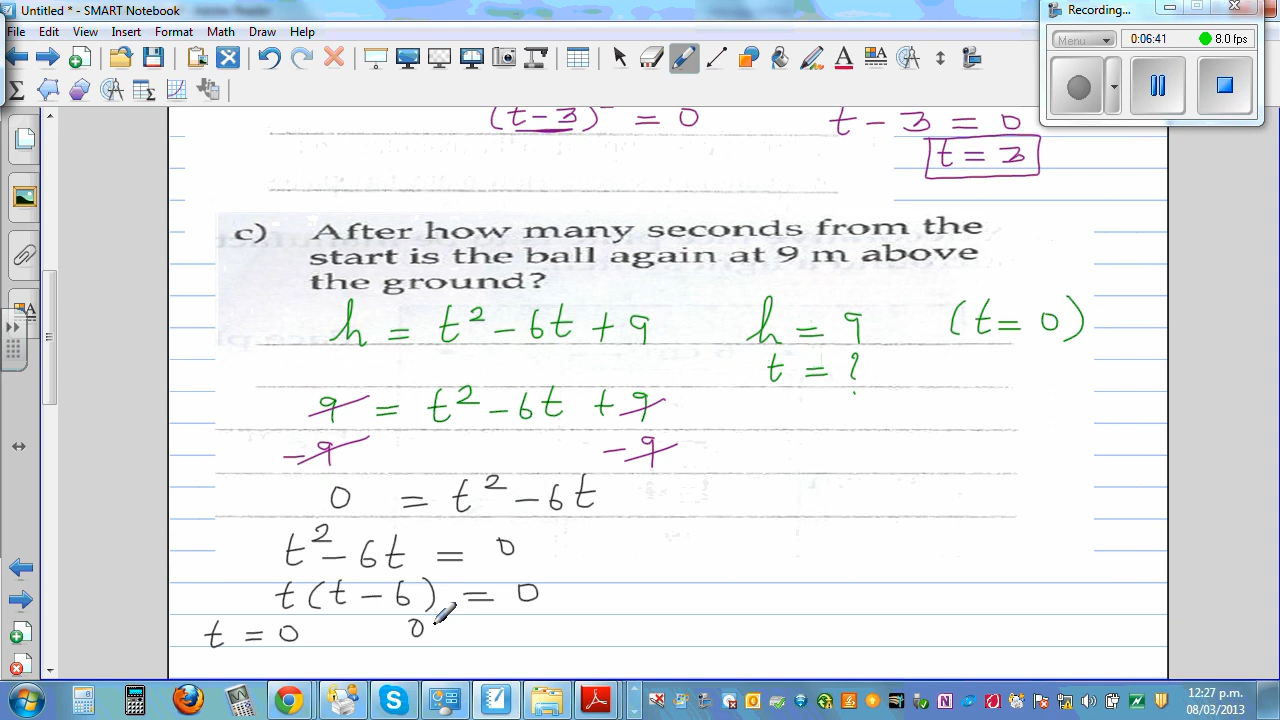 Untitled * - SMART Notebook
Recording...
File Edit View Insert Format Math Draw Help
Menu 0:06:41 8.0 fps
(t-3)² = 0 t - 3 = 0
t = 3
c) After how many seconds from the
start is the ball again at 9 m above
the ground?
h = t² - 6t + 9 h = 9 (t = 0)
t = ?
9 = t² - 6t + 9
-9 -9
0 = t² - 6t
t² - 6t = 0
t(t - 6) = 0
t = 0 0
12:27 p.m.
08/03/2013